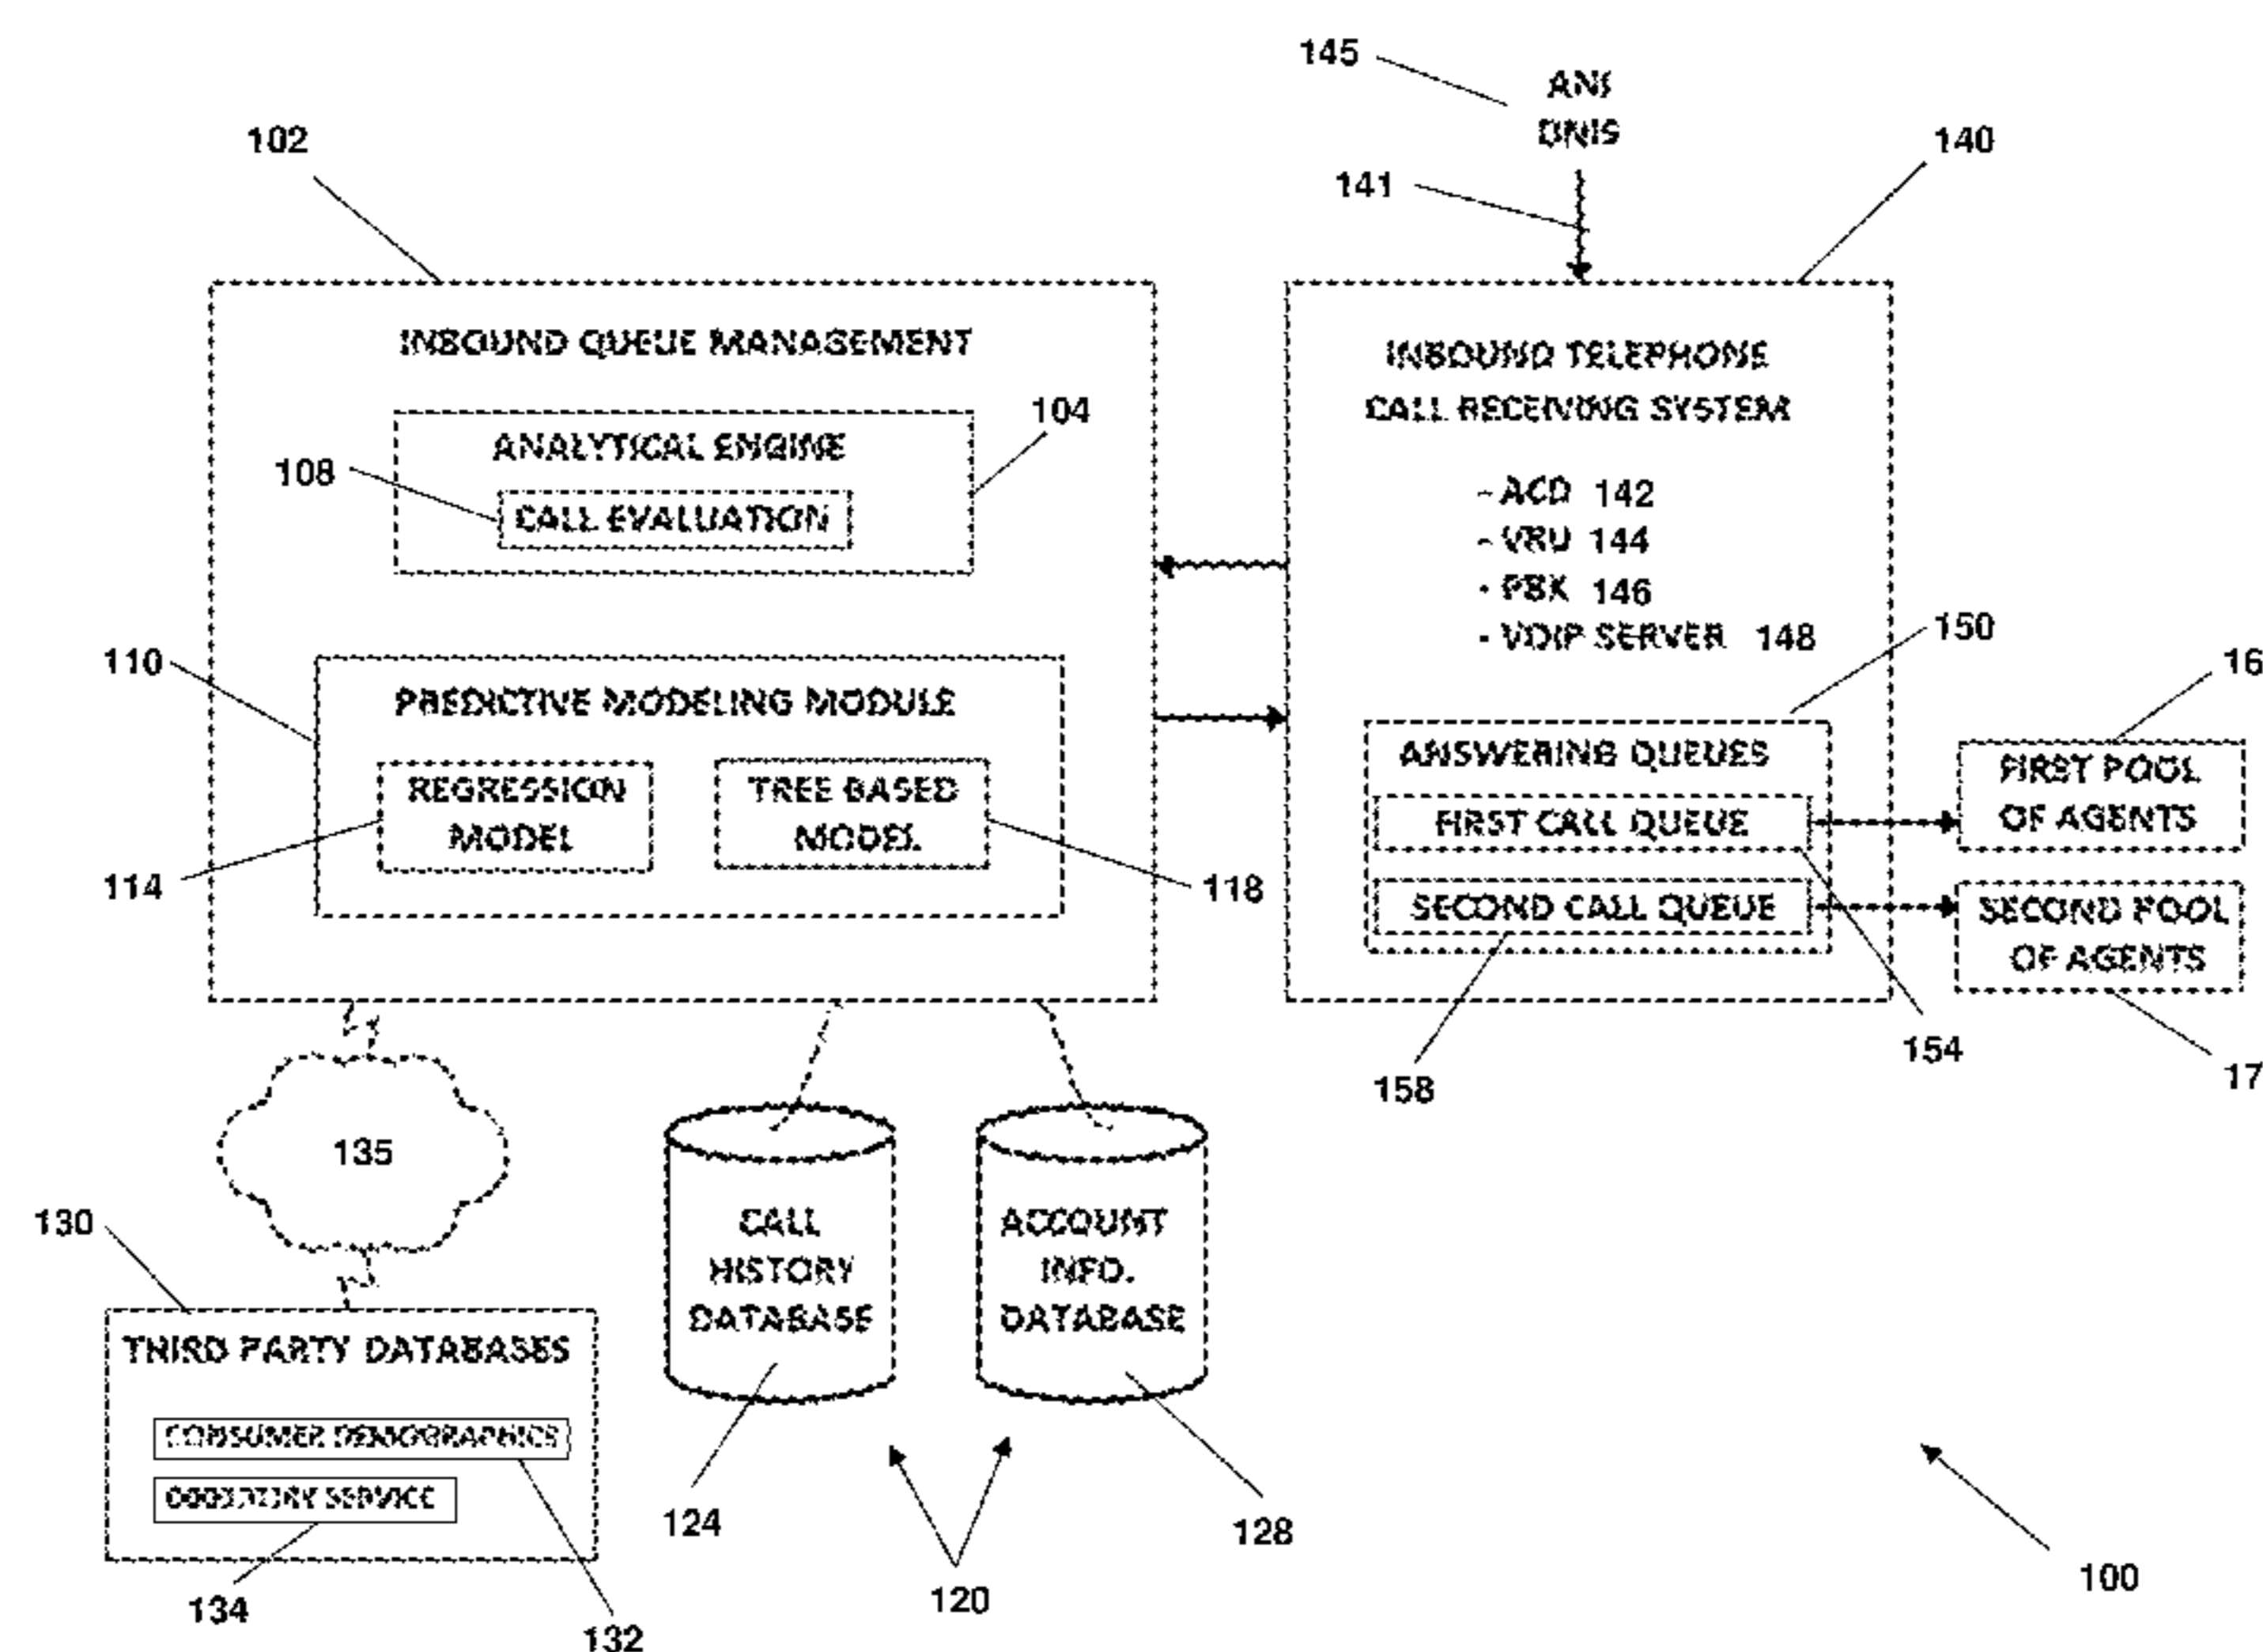 145
ANI
DNIS
102
141
140
INBOUND QUEUE MANAGEMENT
INBOUND TELEPHONE
CALL RECEIVING SYSTEM
104
ANALYTICAL ENGINE
108
CALL EVALUATION
- ACD 142
- VRU 144
- PBX 146
- VOIP SERVER 148
150
16
110
PREDICTIVE MODELING MODULE
REGRESSION
MODEL
TREE BASED
MODEL
114
118
ANSWERING QUEUES
FIRST CALL QUEUE
SECOND CALL QUEUE
FIRST POOL
OF AGENTS
SECOND POOL
OF AGENTS
154
158
17
135
130
THIRD PARTY DATABASES
CONSUMER DEMOGRAPHICS
DIRECTORY SERVICE
134
132
CALL
HISTORY
DATABASE
ACCOUNT
INFO.
DATABASE
124
128
120
100